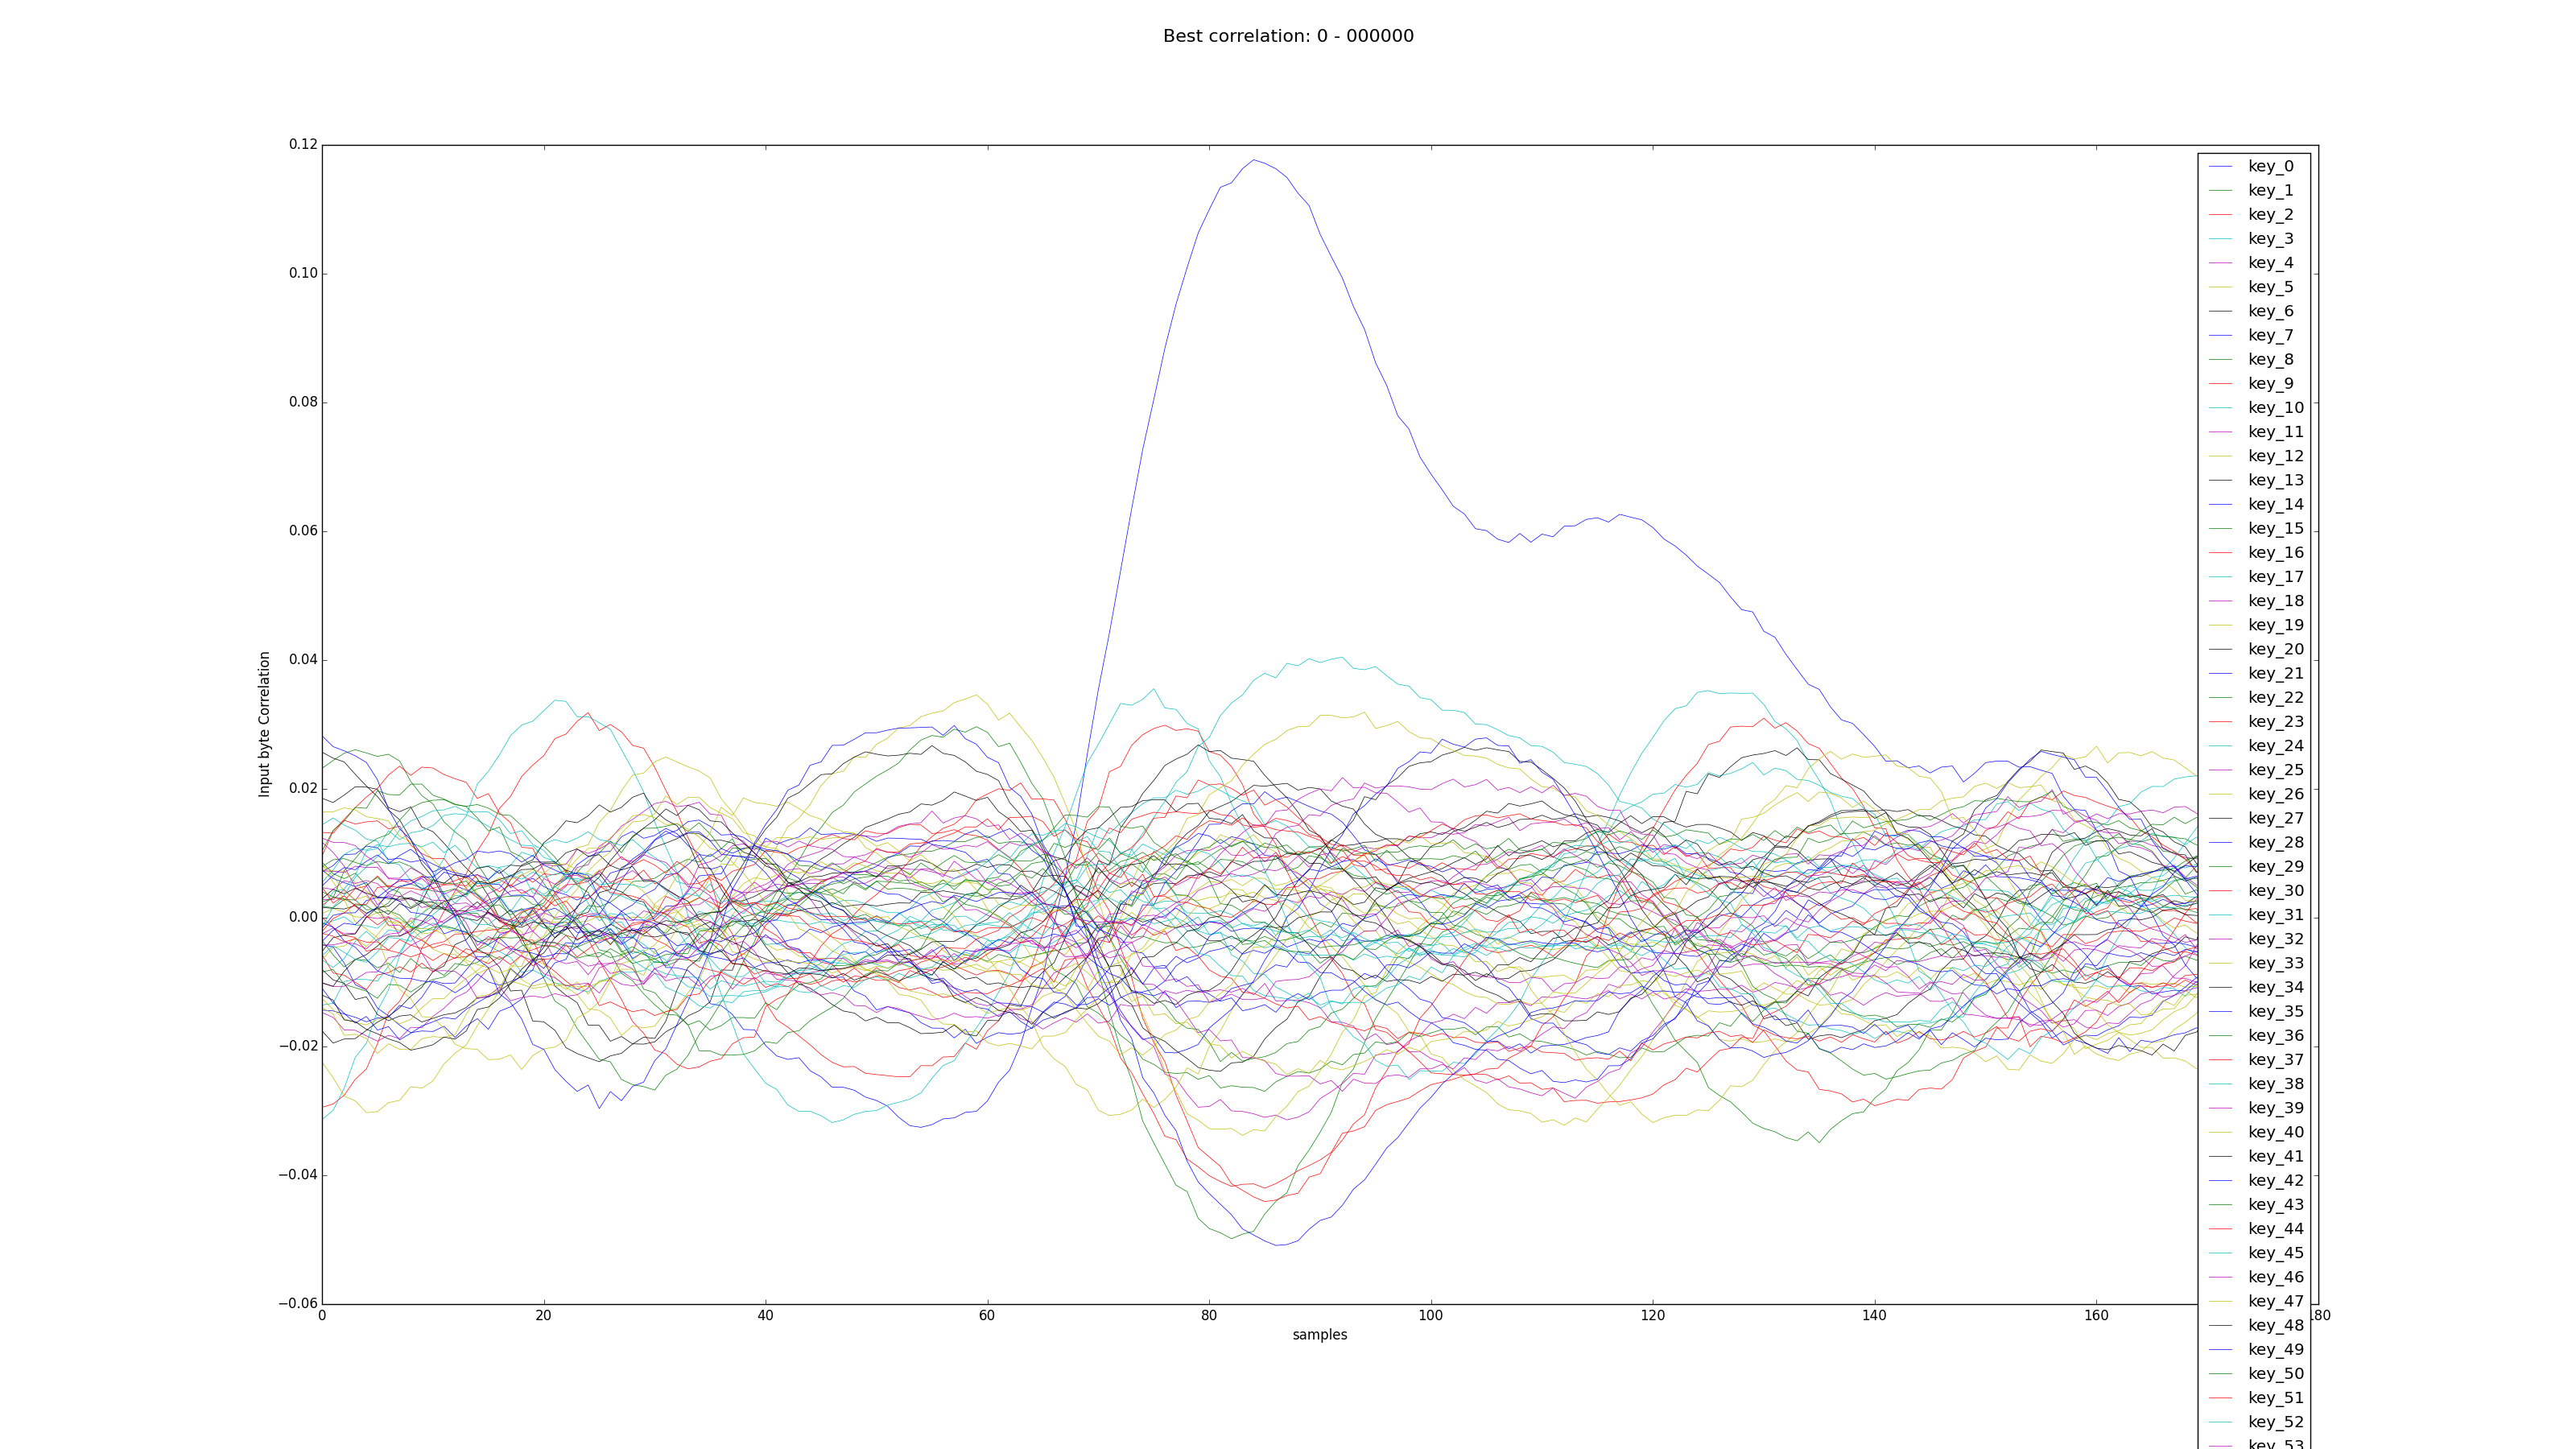 Best correlation: 0 - 000000
0.12
0.10
0.08
0.06
0.04
0.02
0.00
−0.02
−0.04
−0.06
Input byte Correlation
0 20 40 60 80 100 120 140 160 180
samples
key_0
key_1
key_2
key_3
key_4
key_5
key_6
key_7
key_8
key_9
key_10
key_11
key_12
key_13
key_14
key_15
key_16
key_17
key_18
key_19
key_20
key_21
key_22
key_23
key_24
key_25
key_26
key_27
key_28
key_29
key_30
key_31
key_32
key_33
key_34
key_35
key_36
key_37
key_38
key_39
key_40
key_41
key_42
key_43
key_44
key_45
key_46
key_47
key_48
key_49
key_50
key_51
key_52
key_53